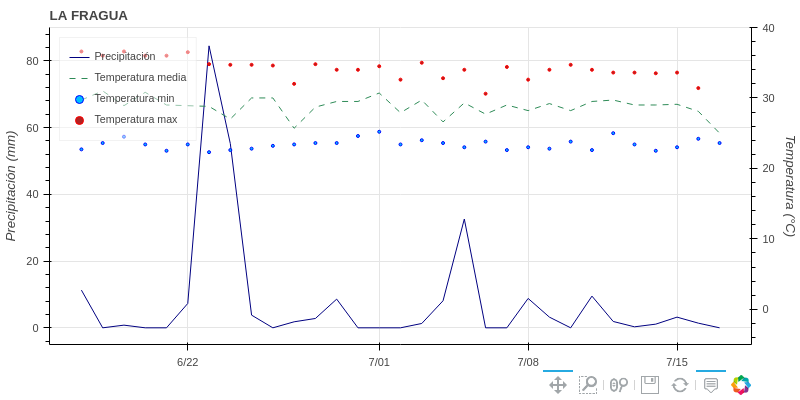 LA FRAGUA
Precipitación
Temperatura media
Temperatura min
Temperatura max
Precipitación (mm)
80
60
40
20
0
Temperatura (°C)
40
30
20
10
0
6/22
7/01
7/08
7/15